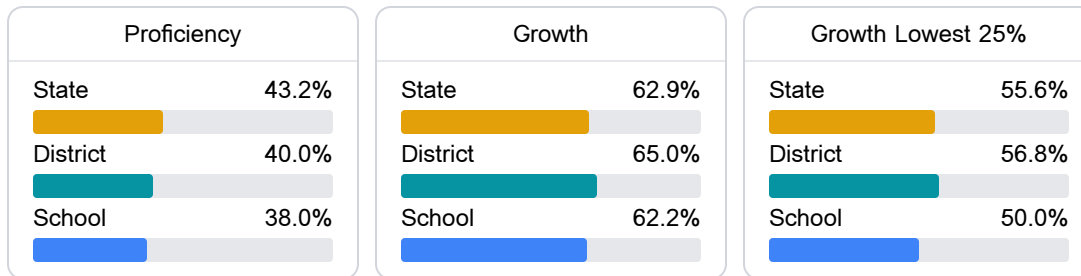 Proficiency
State 43.2%
District 40.0%
School 38.0%
Growth
State 62.9%
District 65.0%
School 62.2%
Growth Lowest 25%
State 55.6%
District 56.8%
School 50.0%